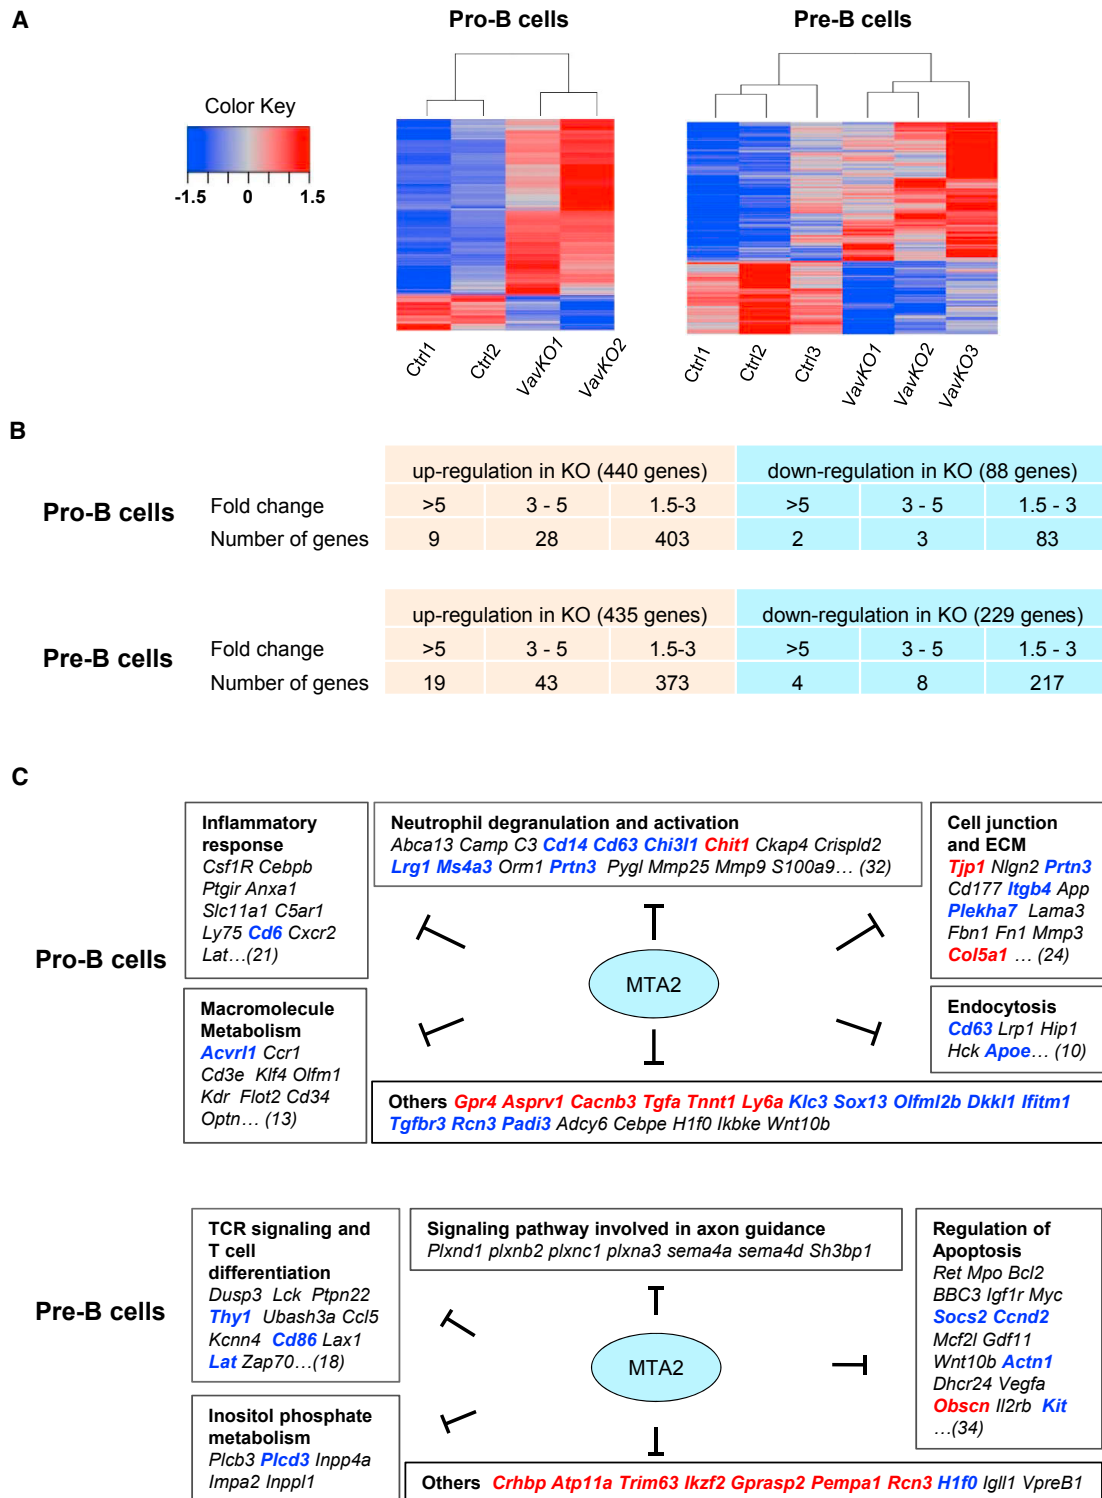 A
Pro-B cells
Pre-B cells
Color Key
-1.5 0 1.5
Ctrl1 Ctrl2 VavKO1 VavKO2
Ctrl1 Ctrl2 Ctrl3 VavKO1 VavKO2 VavKO3
B
up-regulation in KO (440 genes) down-regulation in KO (88 genes)
Pro-B cells
Fold change >5 3 - 5 1.5-3 >5 3 - 5 1.5 - 3
Number of genes 9 28 403 2 3 83
up-regulation in KO (435 genes) down-regulation in KO (229 genes)
Pre-B cells
Fold change >5 3 - 5 1.5-3 >5 3 - 5 1.5 - 3
Number of genes 19 43 373 4 8 217
C
Pro-B cells
Inflammatory
response
Csf1R Cebpb
Ptgir Anxa1
Slc11a1 C5ar1
Ly75 Cd6 Cxcr2
Lat...(21)
Neutrophil degranulation and activation
Abca13 Camp C3 Cd14 Cd63 Chi3l1 Chit1 Ckap4 Crispld2
Lrg1 Ms4a3 Orm1 Prtn3 Pygl Mmp25 Mmp9 S100a9... (32)
Cell junction
and ECM
Tjp1 Nlgn2 Prtn3
Cd177 Itgb4 App
Plekha7 Lama3
Fbn1 Fn1 Mmp3
Col5a1 ... (24)
MTA2
Macromolecule
Metabolism
Acvrl1 Ccr1
Cd3e Klf4 Olfm1
Kdr Flot2 Cd34
Optn... (13)
Endocytosis
Cd63 Lrp1 Hip1
Hck Apoe... (10)
Others Gpr4 Asprv1 Cacnb3 Tgfa Tnnt1 Ly6a Klc3 Sox13 Olfml2b Dkkl1 Ifitm1
Tgfbr3 Rcn3 Padi3 Adcy6 Cebpe H1f0 Ikbke Wnt10b
Pre-B cells
TCR signaling and
T cell
differentiation
Dusp3 Lck Ptpn22
Thy1 Ubash3a Ccl5
Kcnn4 Cd86 Lax1
Lat Zap70...(18)
Signaling pathway involved in axon guidance
Plxnd1 plxnb2 plxnc1 plxna3 sema4a sema4d Sh3bp1
Regulation of
Apoptosis
Ret Mpo Bcl2
BBC3 Igf1r Myc
Socs2 Ccnd2
Mcf2l Gdf11
Wnt10b Actn1
Dhcr24 Vegfa
Obscn Il2rb Kit
...(34)
MTA2
Inositol phosphate
metabolism
Plcb3 Plcd3 Inpp4a
Impa2 Inppl1
Others Crhbp Atp11a Trim63 Ikzf2 Gprasp2 Pempa1 Rcn3 H1f0 Igll1 VpreB1